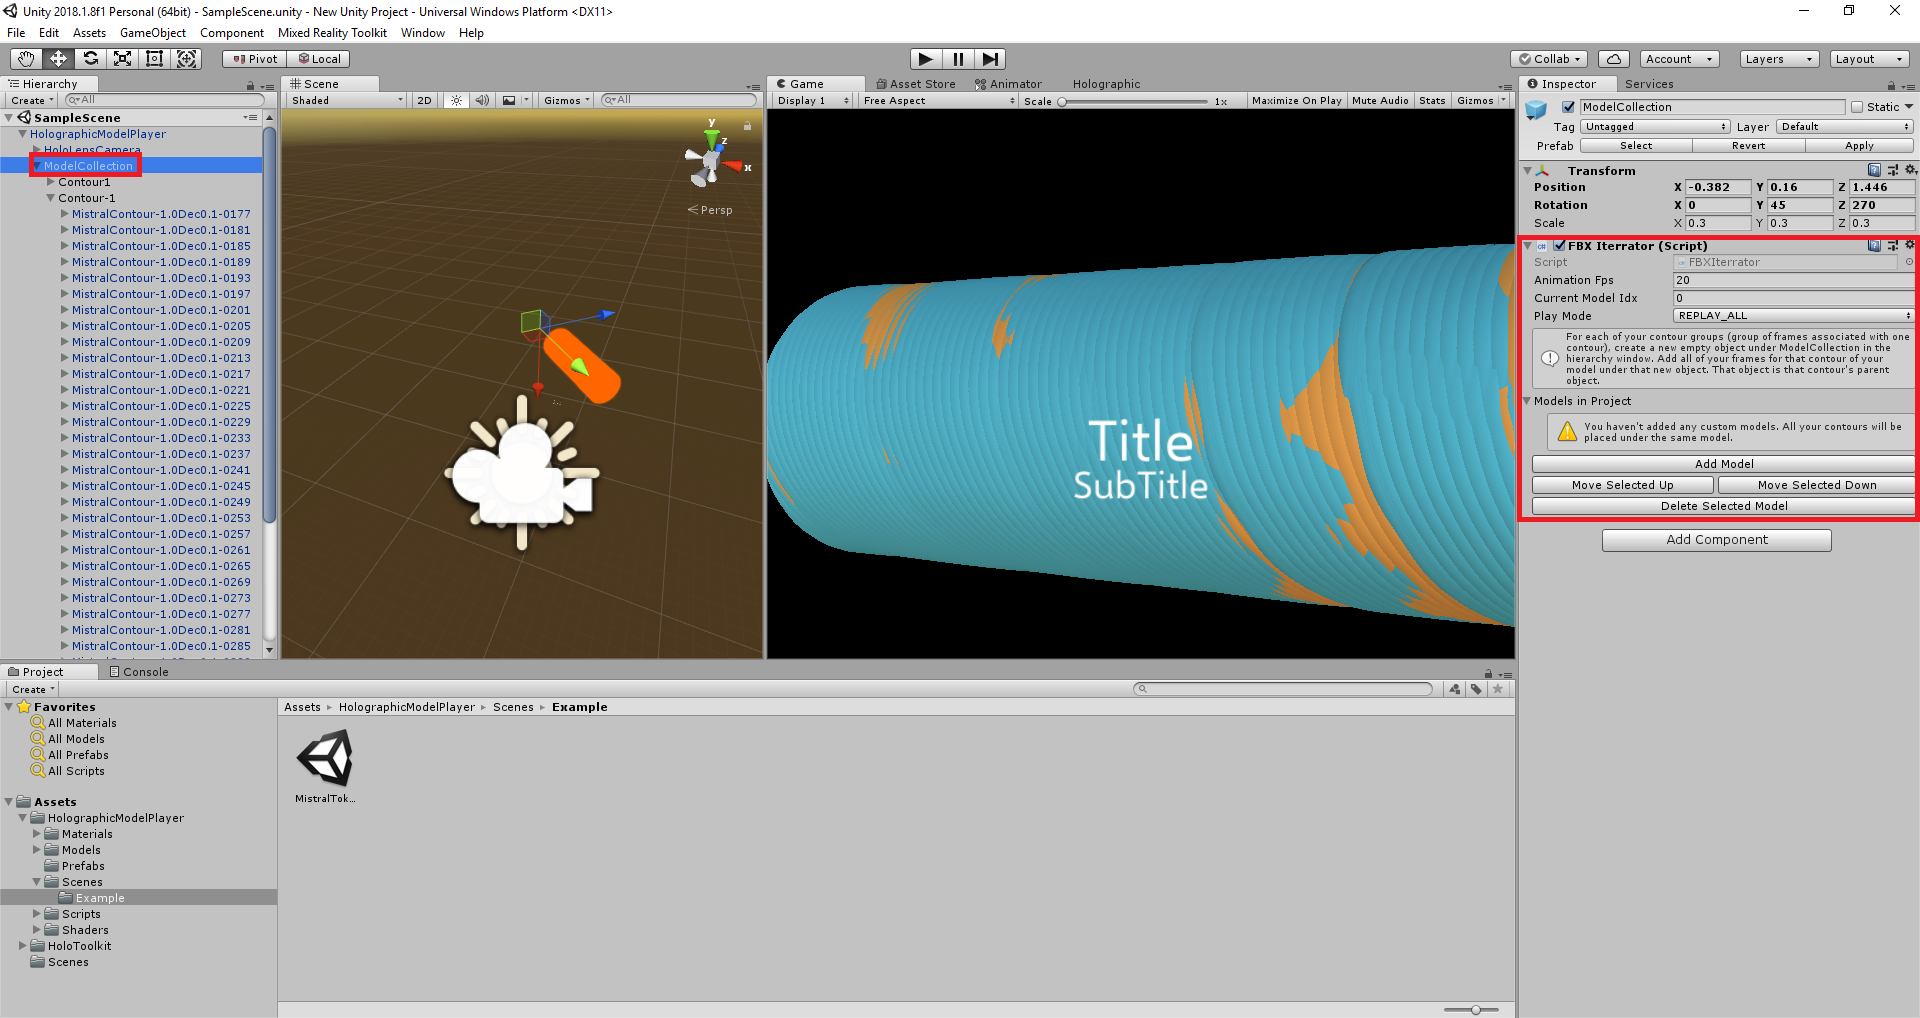 Unity 2018.1.8f1 Personal (64bit) - SampleScene.unity - New Unity Project - Universal Windows Platform <DX11>
File Edit Assets GameObject Component Mixed Reality Toolkit Window Help
Pivot Local
Collab Account Layers Layout
Hierarchy
Create All
SampleScene
HolographicModelPlayer
HoloLensCamera
ModelCollection
Contour1
Contour-1
MistralContour-1.0Dec0.1-0177
MistralContour-1.0Dec0.1-0181
MistralContour-1.0Dec0.1-0185
MistralContour-1.0Dec0.1-0189
MistralContour-1.0Dec0.1-0193
MistralContour-1.0Dec0.1-0197
MistralContour-1.0Dec0.1-0201
MistralContour-1.0Dec0.1-0205
MistralContour-1.0Dec0.1-0209
MistralContour-1.0Dec0.1-0213
MistralContour-1.0Dec0.1-0217
MistralContour-1.0Dec0.1-0221
MistralContour-1.0Dec0.1-0225
MistralContour-1.0Dec0.1-0229
MistralContour-1.0Dec0.1-0233
MistralContour-1.0Dec0.1-0237
MistralContour-1.0Dec0.1-0241
MistralContour-1.0Dec0.1-0245
MistralContour-1.0Dec0.1-0249
MistralContour-1.0Dec0.1-0253
MistralContour-1.0Dec0.1-0257
MistralContour-1.0Dec0.1-0261
MistralContour-1.0Dec0.1-0265
MistralContour-1.0Dec0.1-0269
MistralContour-1.0Dec0.1-0273
MistralContour-1.0Dec0.1-0277
MistralContour-1.0Dec0.1-0281
MistralContour-1.0Dec0.1-0285
Scene
Shaded 2D Gizmos All
y
z
x
Persp
Game Asset Store Animator Holographic
Display 1 Free Aspect Scale 1x Maximize On Play Mute Audio Stats Gizmos
Title
SubTitle
Inspector Services
ModelCollection Static
Tag Untagged Layer Default
Prefab Select Revert Apply
Transform
Position X -0.382 Y 0.16 Z 1.446
Rotation X 0 Y 45 Z 270
Scale X 0.3 Y 0.3 Z 0.3
FBX Iterrator (Script)
Script FBXIterrator
Animation Fps 20
Current Model Idx 0
Play Mode REPLAY_ALL
For each of your contour groups (group of frames associated with one
contour), create a new empty object under ModelCollection in the
hierarchy window. Add all of your frames for that contour of your
model under that new object. That object is that contour's parent
object.
Models in Project
You haven't added any custom models. All your contours will be
placed under the same model.
Add Model
Move Selected Up Move Selected Down
Delete Selected Model
Add Component
Project Console
Create
Favorites
All Materials
All Models
All Prefabs
All Scripts
Assets
HolographicModelPlayer
Materials
Models
Prefabs
Scenes
Example
Scripts
Shaders
HoloToolkit
Scenes
Assets HolographicModelPlayer Scenes Example
MistralTok...